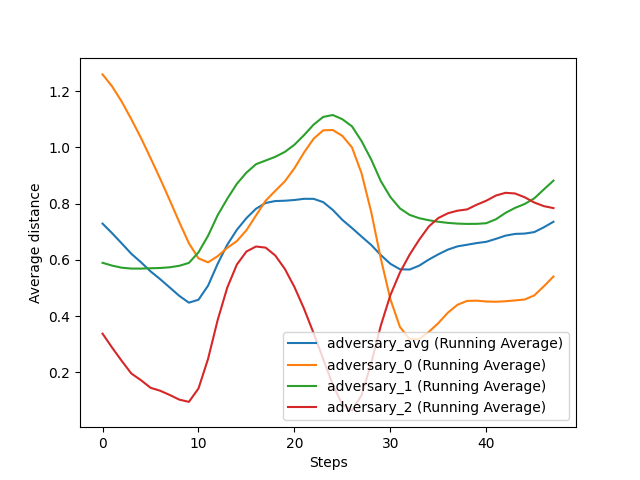 1.2
1.0
0.8
0.6
0.4
0.2
Average distance
adversary_avg (Running Average)
adversary_0 (Running Average)
adversary_1 (Running Average)
adversary_2 (Running Average)
0 10 20 30 40
Steps